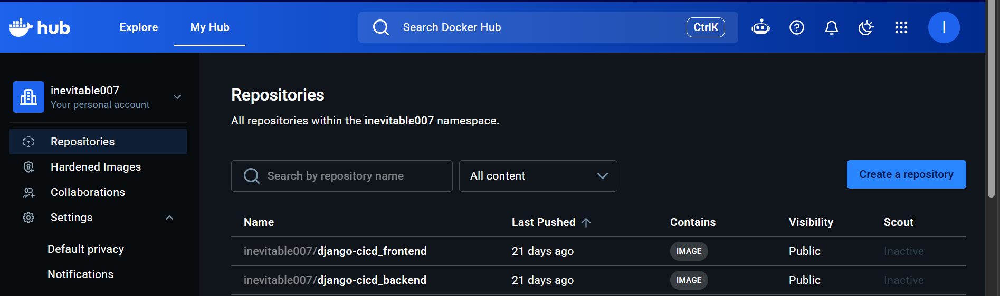 hub
Explore
My Hub
Search Docker Hub
CtrlK
I
inevitable007
Your personal account
Repositories
Hardened Images
Collaborations
Settings
Default privacy
Notifications
Repositories
All repositories within the inevitable007 namespace.
Search by repository name
All content
Create a repository
Name Last Pushed Contains Visibility Scout
inevitable007/django-cicd_frontend 21 days ago IMAGE Public Inactive
inevitable007/django-cicd_backend 21 days ago IMAGE Public Inactive